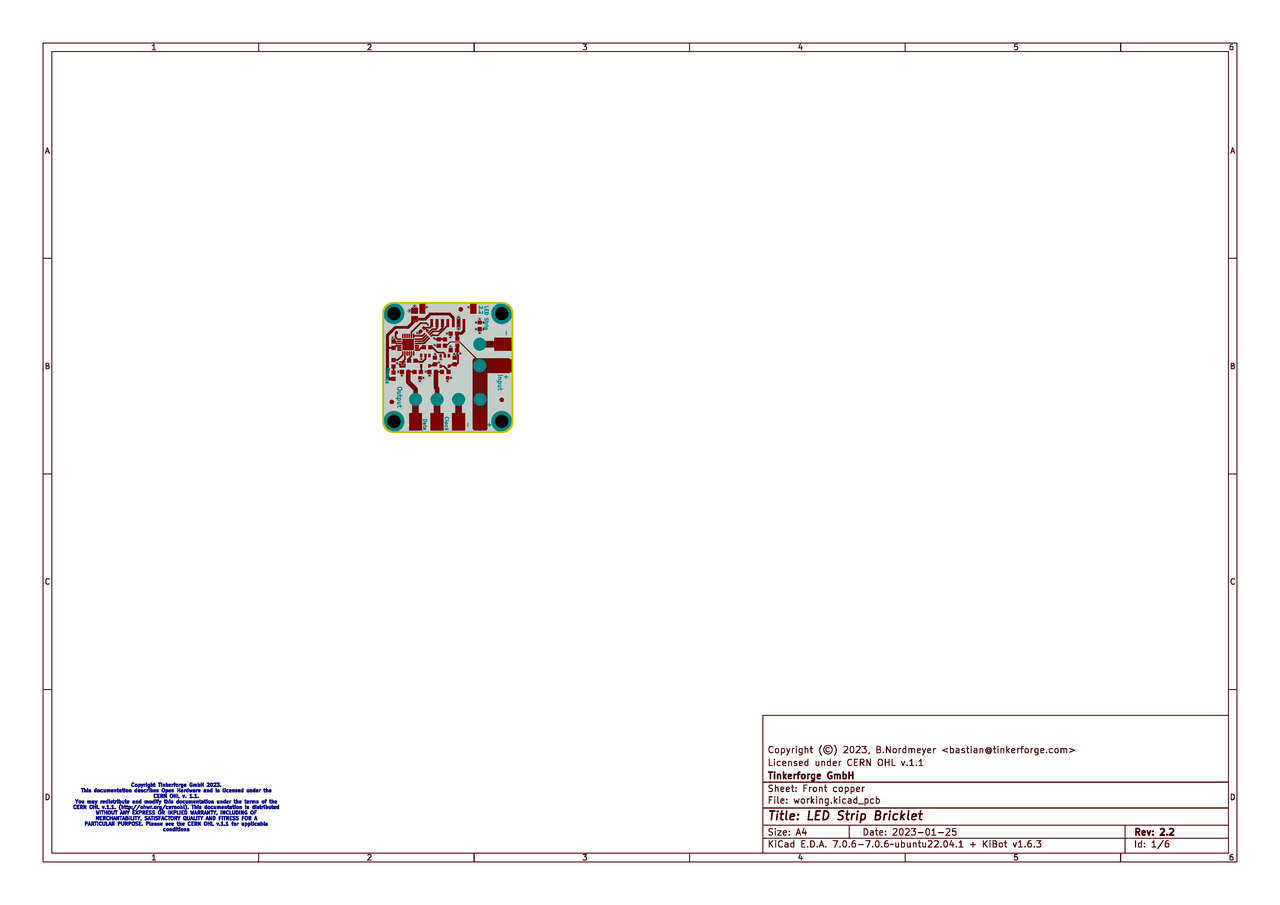 1 2 3 4 5 6
A A
LED Strip
2.2
-
B B
+
Input
Output
Data
Clock
-
+
C C
Copyright (©) 2023, B.Nordmeyer <bastian@tinkerforge.com>
Licensed under CERN OHL v.1.1
Tinkerforge GmbH
Sheet: Front copper
File: working.kicad_pcb
Title: LED Strip Bricklet
Size: A4 Date: 2023-01-25 Rev: 2.2
KiCad E.D.A. 7.0.6-7.0.6~ubuntu22.04.1 + KiBot v1.6.3 Id: 1/6
Copyright Tinkerforge GmbH 2023.
This documentation describes Open Hardware and is licensed under the
CERN OHL v. 1.1.
You may redistribute and modify this documentation under the terms of the
CERN OHL v.1.1. (http://ohwr.org/cernohl). This documentation is distributed
WITHOUT ANY EXPRESS OR IMPLIED WARRANTY, INCLUDING OF
MERCHANTABILITY, SATISFACTORY QUALITY AND FITNESS FOR A
PARTICULAR PURPOSE. Please see the CERN OHL v.1.1 for applicable
conditions
D D
1 2 3 4 5 6